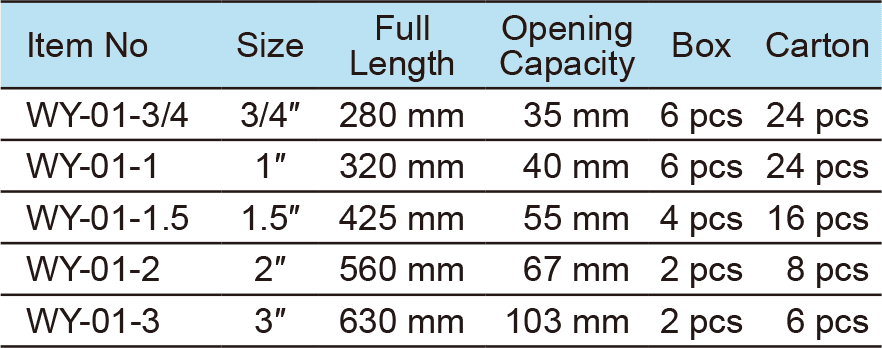 Item No Size Full Length Opening Capacity Box Carton
WY-01-3/4 3/4″ 280 mm 35 mm 6 pcs 24 pcs
WY-01-1 1″ 320 mm 40 mm 6 pcs 24 pcs
WY-01-1.5 1.5″ 425 mm 55 mm 4 pcs 16 pcs
WY-01-2 2″ 560 mm 67 mm 2 pcs 8 pcs
WY-01-3 3″ 630 mm 103 mm 2 pcs 6 pcs